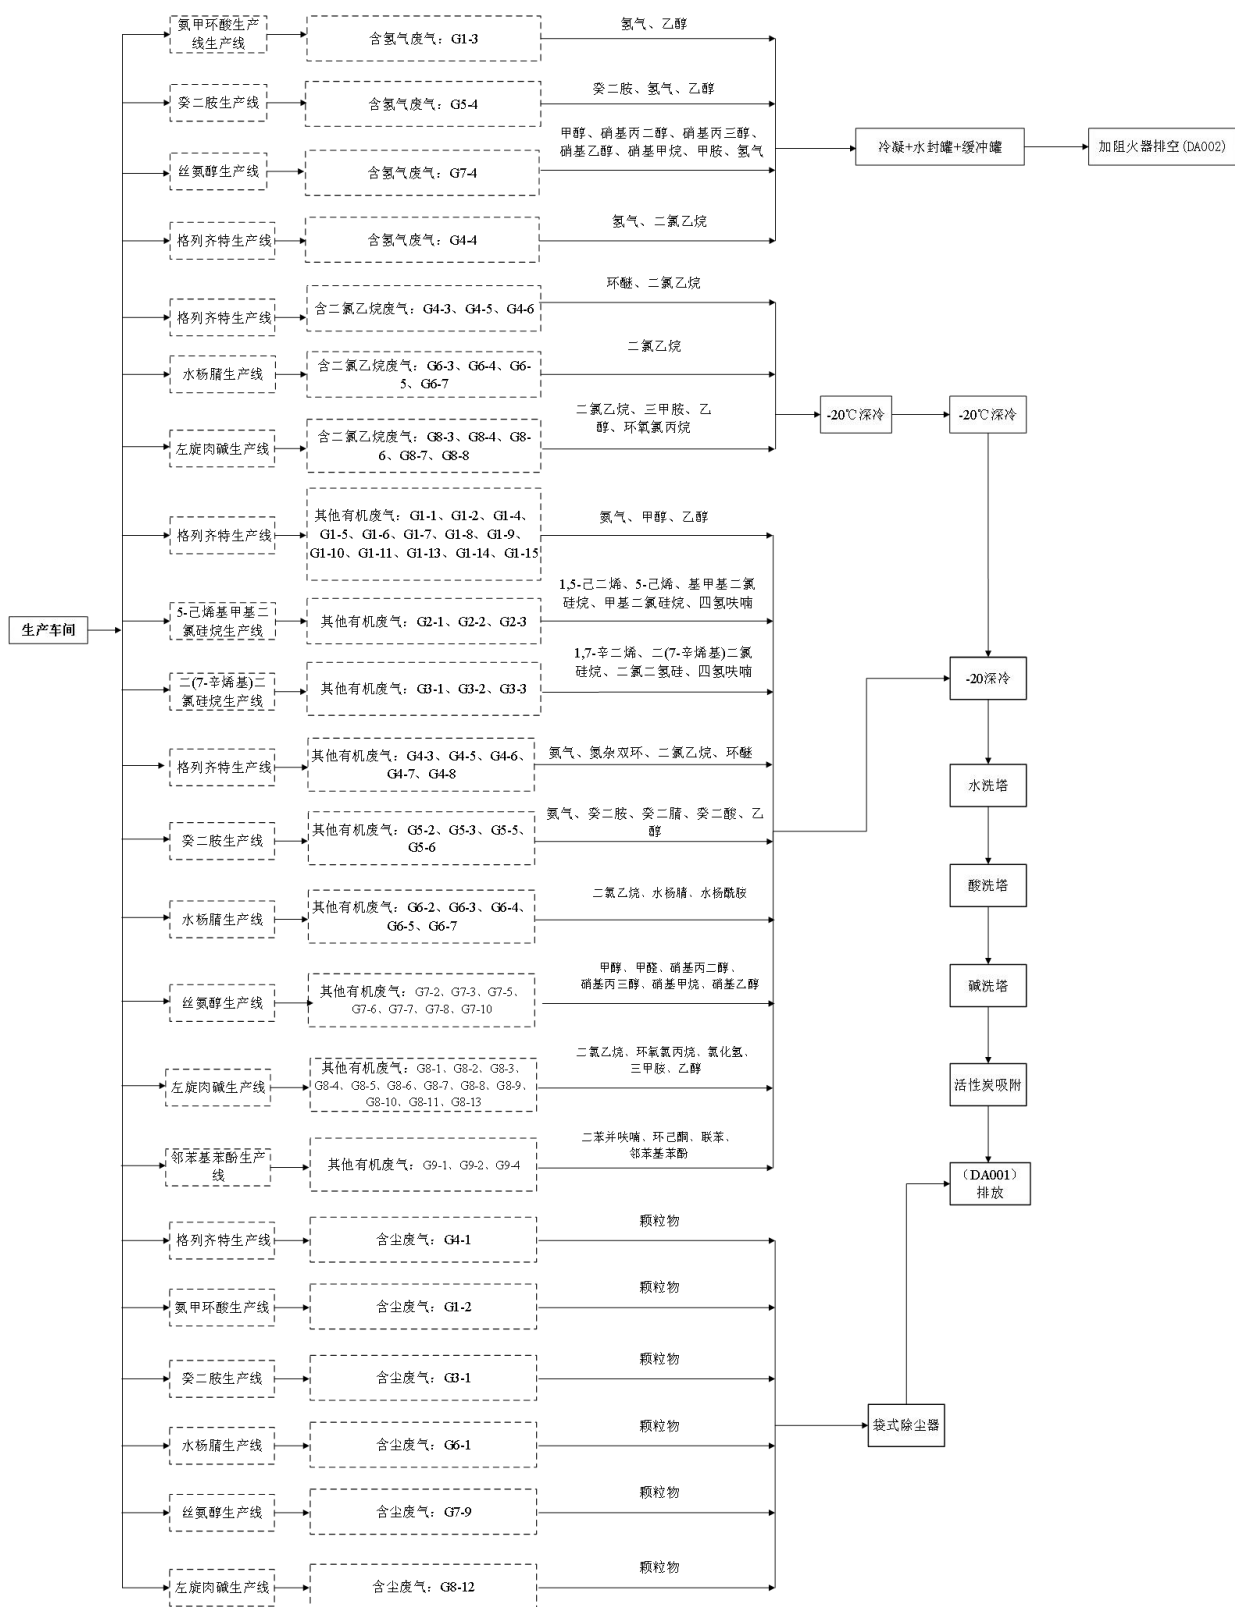 氨甲环酸生产
线生产线
含氢气废气：G1-3
氢气、乙醇
癸二胺生产线
含氢气废气：G5-4
癸二胺、氢气、乙醇
丝氨醇生产线
含氢气废气：G7-4
甲醇、硝基丙二醇、硝基丙三醇、
硝基乙醇、硝基甲烷、甲胺、氢气
冷凝+水封罐+缓冲罐
加阻火器排空(DA002)
格列齐特生产线
含氢气废气：G4-4
氢气、二氯乙烷
格列齐特生产线
含二氯乙烷废气：G4-3、G4-5、G4-6
环醚、二氯乙烷
水杨腈生产线
含二氯乙烷废气：G6-3、G6-4、G6-
5、G6-7
二氯乙烷
左旋肉碱生产线
含二氯乙烷废气：G8-3、G8-4、G8-
6、G8-7、G8-8
二氯乙烷、三甲胺、乙
醇、环氧氯丙烷
-20℃深冷
-20℃深冷
格列齐特生产线
其他有机废气：G1-1、G1-2、G1-4、
G1-5、G1-6、G1-7、G1-8、G1-9、
G1-10、G1-11、G1-13、G1-14、G1-15
氨气、甲醇、乙醇
生产车间
5-己烯基甲基二
氯硅烷生产线
其他有机废气：G2-1、G2-2、G2-3
1,5-己二烯、5-己烯、基甲基二氯
硅烷、甲基二氯硅烷、四氢呋喃
二(7-辛烯基)二
氯硅烷生产线
其他有机废气：G3-1、G3-2、G3-3
1,7-辛二烯、二(7-辛烯基)二氯
硅烷、二氯二氢硅、四氢呋喃
-20深冷
格列齐特生产线
其他有机废气：G4-3、G4-5、G4-6、
G4-7、G4-8
氨气、氮杂双环、二氯乙烷、环醚
水洗塔
癸二胺生产线
其他有机废气：G5-2、G5-3、G5-5、
G5-6
氨气、癸二胺、癸二腈、癸二酸、乙
醇
酸洗塔
水杨腈生产线
其他有机废气：G6-2、G6-3、G6-4、
G6-5、G6-7
二氯乙烷、水杨腈、水杨酰胺
丝氨醇生产线
其他有机废气：G7-2、G7-3、G7-5、
G7-6、G7-7、G7-8、G7-10
甲醇、甲醛、硝基丙二醇、
硝基丙三醇、硝基甲烷、硝基乙醇
碱洗塔
左旋肉碱生产线
其他有机废气：G8-1、G8-2、G8-3、
G8-4、G8-5、G8-6、G8-7、G8-8、G8-9、
G8-10、G8-11、G8-13
二氯乙烷、环氧氯丙烷、氯化氢、
三甲胺、乙醇
活性炭吸附
邻苯基苯酚生产
线
其他有机废气：G9-1、G9-2、G9-4
二苯并呋喃、环己酮、联苯、
邻苯基苯酚
（DA001）
排放
格列齐特生产线
含尘废气：G4-1
颗粒物
氨甲环酸生产线
含尘废气：G1-2
颗粒物
癸二胺生产线
含尘废气：G3-1
颗粒物
袋式除尘器
水杨腈生产线
含尘废气：G6-1
颗粒物
丝氨醇生产线
含尘废气：G7-9
颗粒物
左旋肉碱生产线
含尘废气：G8-12
颗粒物